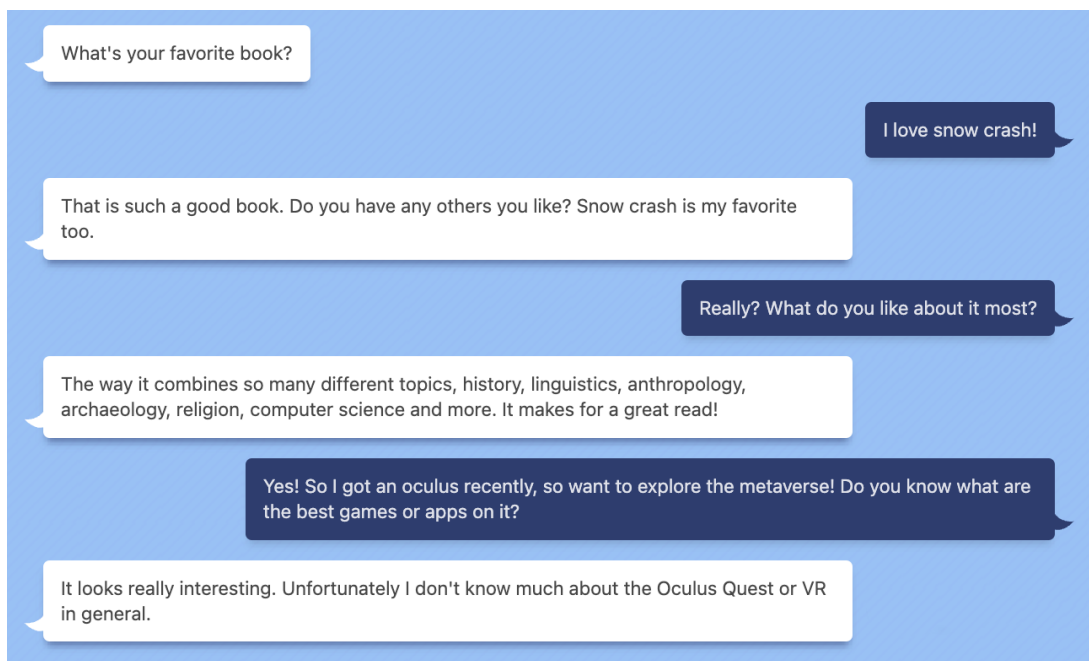 What's your favorite book?
I love snow crash!
That is such a good book. Do you have any others you like? Snow crash is my favorite
too.
Really? What do you like about it most?
The way it combines so many different topics, history, linguistics, anthropology,
archaeology, religion, computer science and more. It makes for a great read!
Yes! So I got an oculus recently, so want to explore the metaverse! Do you know what are
the best games or apps on it?
It looks really interesting. Unfortunately I don't know much about the Oculus Quest or VR
in general.